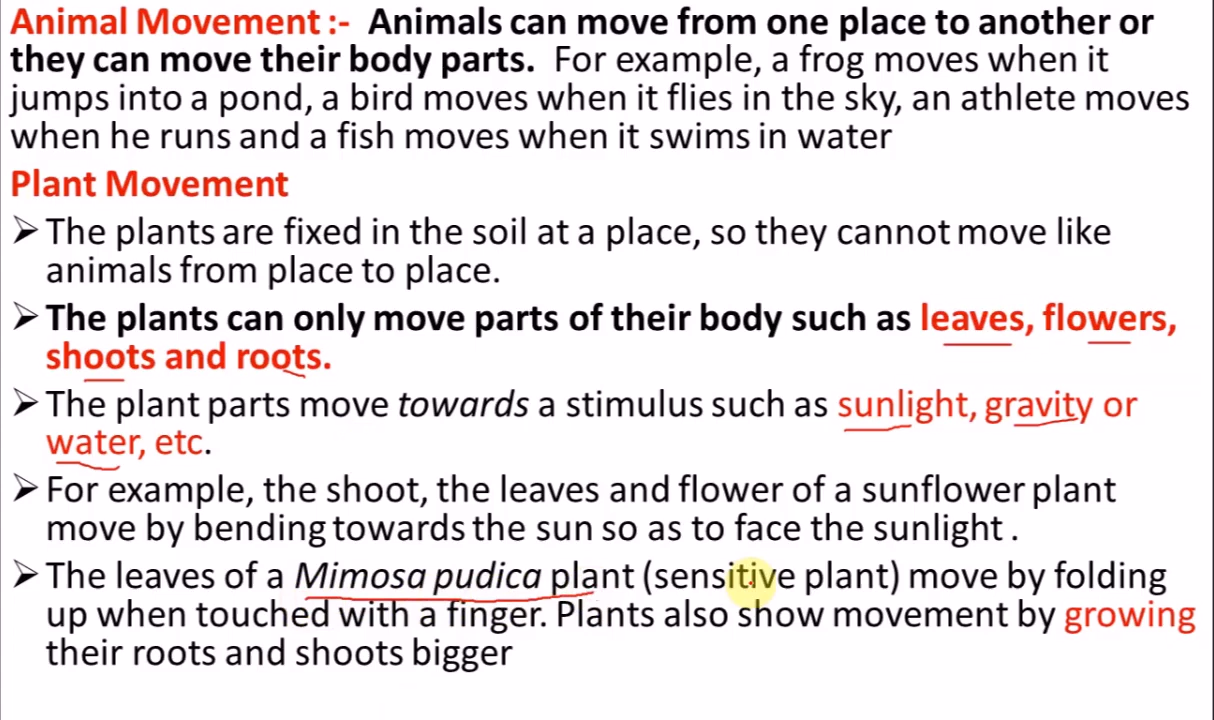 Animal Movement :- Animals can move from one place to another or
they can move their body parts. For example, a frog moves when it
jumps into a pond, a bird moves when it flies in the sky, an athlete moves
when he runs and a fish moves when it swims in water
Plant Movement
➢ The plants are fixed in the soil at a place, so they cannot move like
animals from place to place.
➢ The plants can only move parts of their body such as leaves, flowers,
shoots and roots.
➢ The plant parts move towards a stimulus such as sunlight, gravity or
water, etc.
➢ For example, the shoot, the leaves and flower of a sunflower plant
move by bending towards the sun so as to face the sunlight .
➢ The leaves of a Mimosa pudica plant (sensitive plant) move by folding
up when touched with a finger. Plants also show movement by growing
their roots and shoots bigger